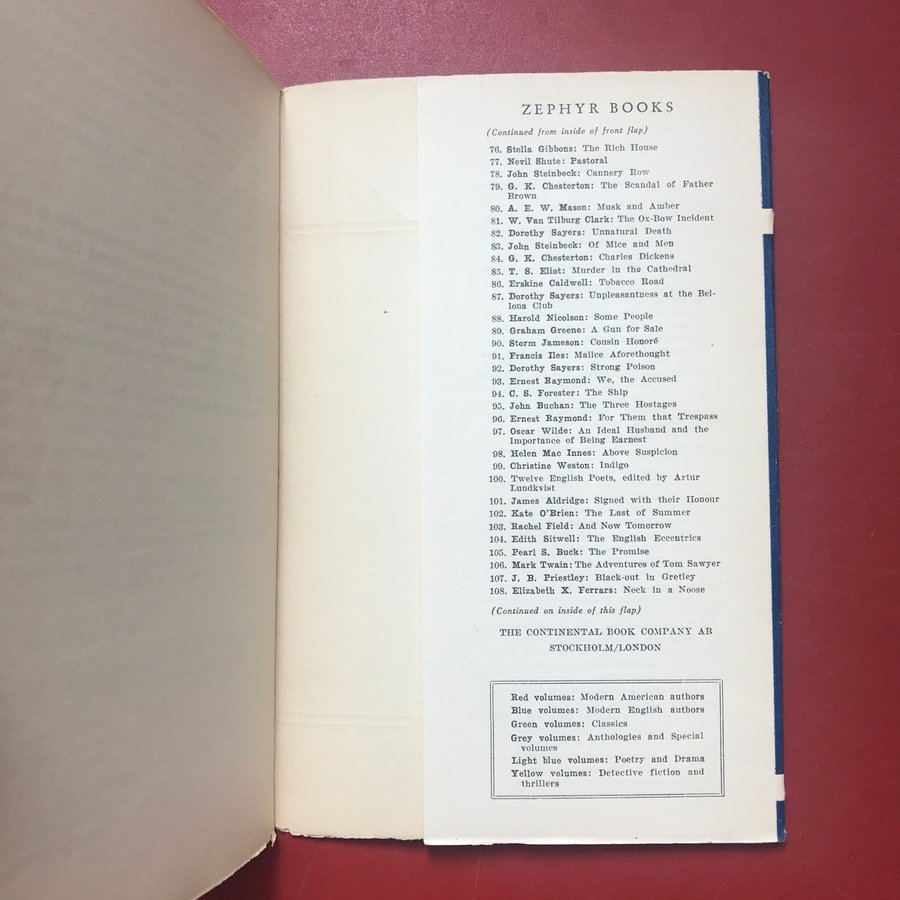 ZEPHYR BOOKS
(Continued from inside of front flap)
76. Stella Gibbons: The Rich House
77. Nevil Shute: Pastoral
78. John Steinbeck: Cannery Row
79. G. K. Chesterton: The Scandal of Father
Brown
80. A. E. W. Mason: Musk and Amber
81. W. Van Tilburg Clark: The Ox-Bow Incident
82. Dorothy Sayers: Unnatural Death
83. John Steinbeck: Of Mice and Men
84. G. K. Chesterton: Charles Dickens
85. T. S. Eliot: Murder in the Cathedral
86. Erskine Caldwell: Tobacco Road
87. Dorothy Sayers: Unpleasantness at the Bel-
lona Club
88. Harold Nicolson: Some People
89. Graham Greene: A Gun for Sale
90. Storm Jameson: Cousin Honoré
91. Francis Iles: Malice Aforethought
92. Dorothy Sayers: Strong Poison
93. Ernest Raymond: We, the Accused
94. C. S. Forester: The Ship
95. John Buchan: The Three Hostages
96. Ernest Raymond: For Them that Trespass
97. Oscar Wilde: An Ideal Husband and the
Importance of Being Earnest
98. Helen Mac Innes: Above Suspicion
99. Christine Weston: Indigo
100. Twelve English Poets, edited by Artur
Lundkvist
101. James Aldridge: Signed with their Honour
102. Kate O'Brien: The Last of Summer
103. Rachel Field: And Now Tomorrow
104. Edith Sitwell: The English Eccentrics
105. Pearl S. Buck: The Promise
106. Mark Twain: The Adventures of Tom Sawyer
107. J. B. Priestley: Black-out in Gretley
108. Elizabeth X. Ferrars: Neck in a Noose
(Continued on inside of this flap)
THE CONTINENTAL BOOK COMPANY AB
STOCKHOLM/LONDON
Red volumes: Modern American authors
Blue volumes: Modern English authors
Green volumes: Classics
Grey volumes: Anthologies and Special
volumes
Light blue volumes: Poetry and Drama
Yellow volumes: Detective fiction and
thrillers